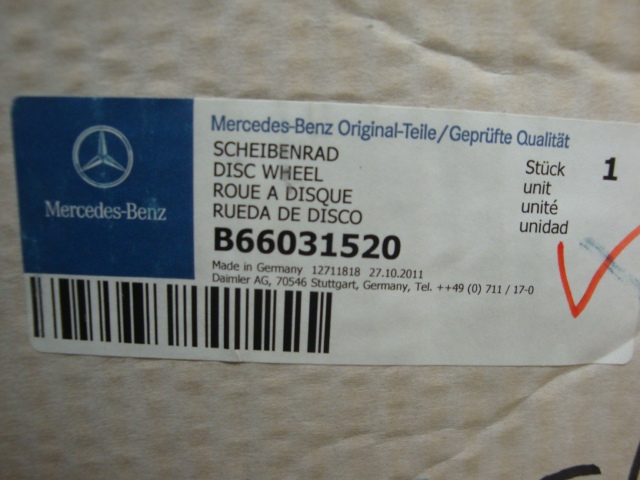 Mercedes-Benz
Mercedes-Benz Original-Teile/Geprüfte Qualität
SCHEIBENRAD
DISC WHEEL
ROUE A DISQUE
RUEDA DE DISCO
Stück 1
unit
unité
unidad
B66031520
Made in Germany 12711818 27.10.2011
Daimler AG, 70546 Stuttgart, Germany, Tel. ++49 (0) 711 / 17-0